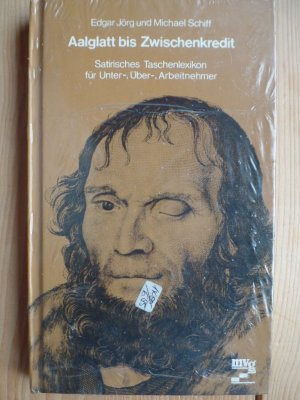 Edgar Jörg und Michael Schiff
Aalglatt bis Zwischenkredit
Satirisches Taschenlexikon
für Unter-, Über-, Arbeitnehmer
mvg